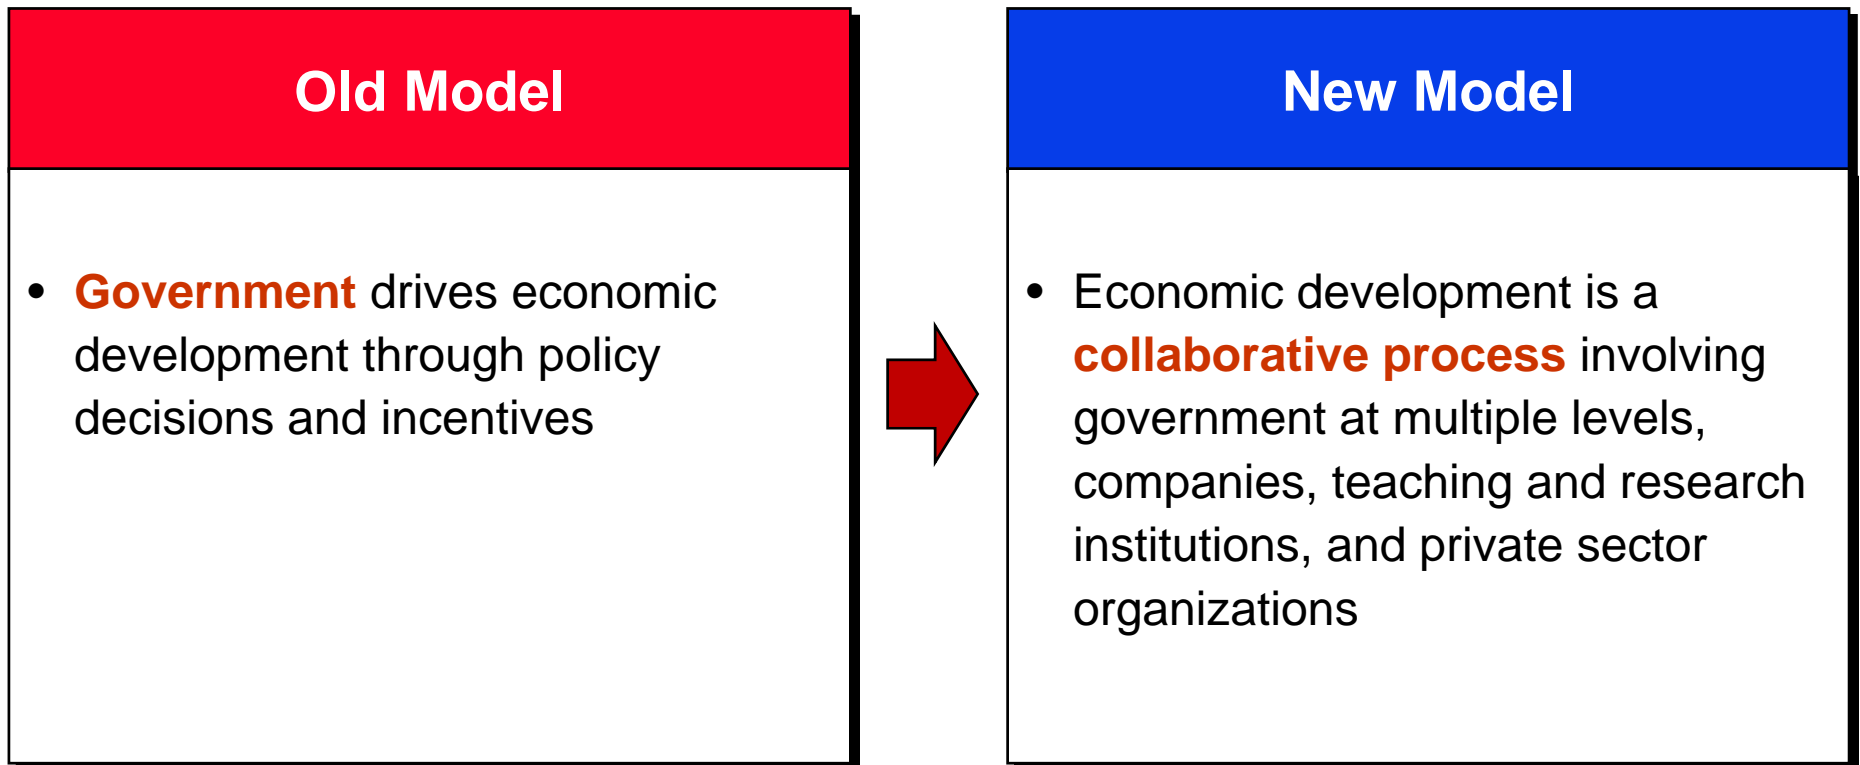 Old Model
• Government drives economic
development through policy
decisions and incentives
New Model
• Economic development is a
collaborative process involving
government at multiple levels,
companies, teaching and research
institutions, and private sector
organizations